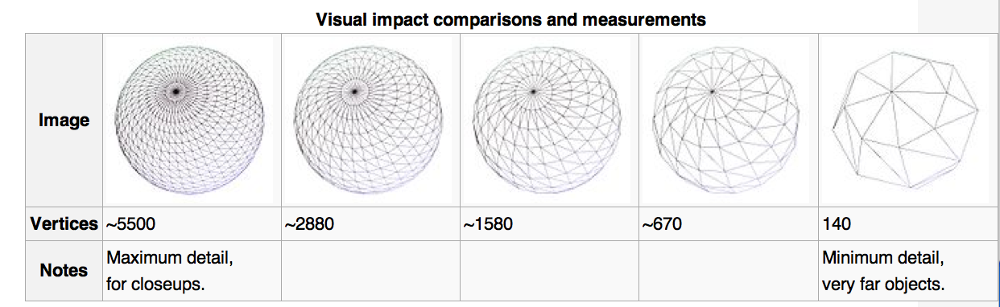 Visual impact comparisons and measurements
Image
Vertices ~5500 ~2880 ~1580 ~670 140
Notes Maximum detail, for closeups. Minimum detail, very far objects.